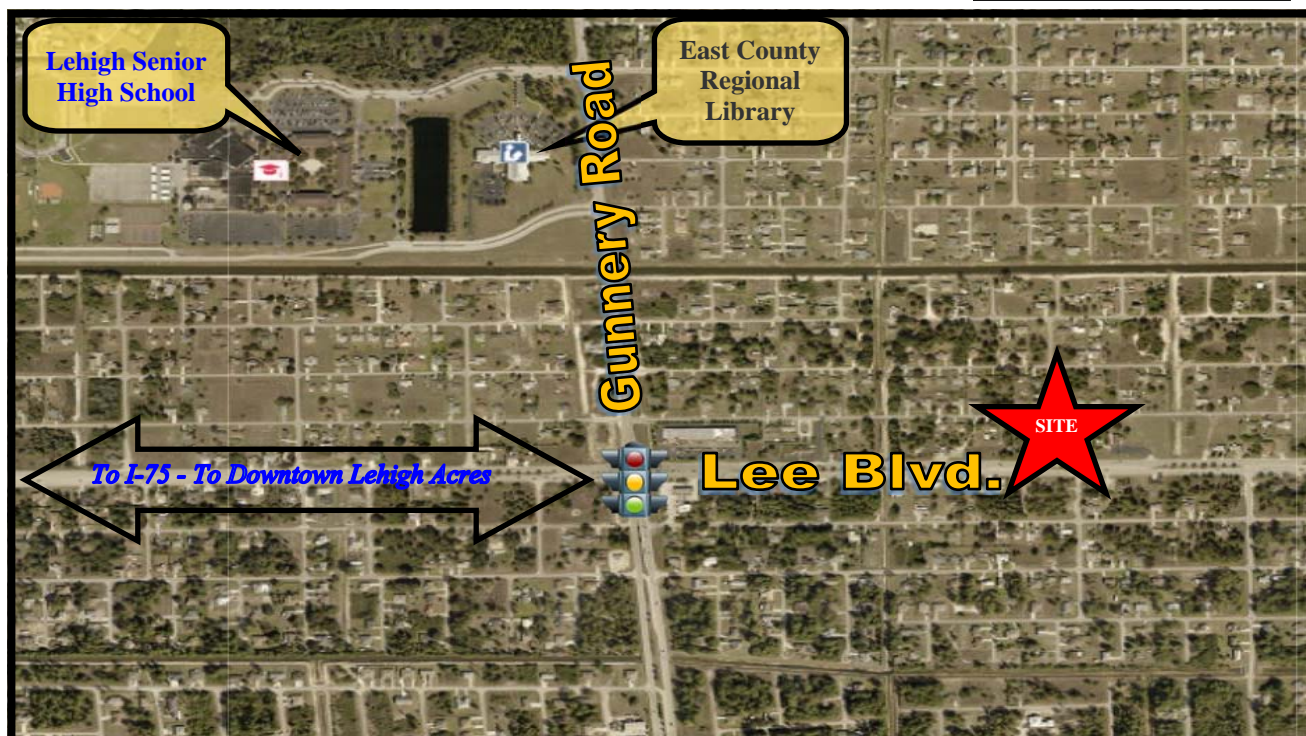 Lehigh Senior
High School
East County
Regional
Library
Gunnery Road
SITE
To I-75 - To Downtown Lehigh Acres
Lee Blvd.